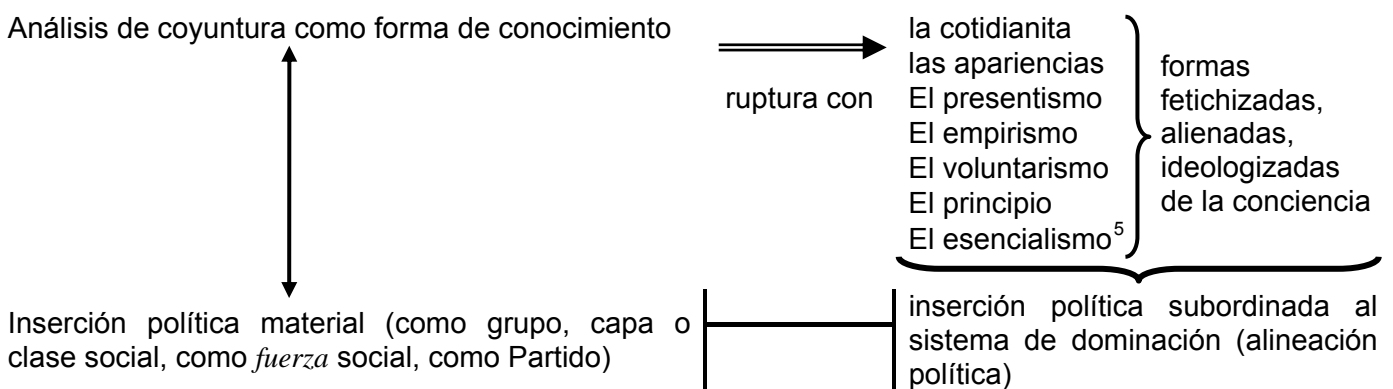 Análisis de coyuntura como forma de conocimiento
ruptura con
la cotidianita
las apariencias
El presentismo
El empirismo
El voluntarismo
El principio
El esencialismo5
formas
fetichizadas,
alienadas,
ideologizadas
de la conciencia
Inserción política material (como grupo, capa o
clase social, como fuerza social, como Partido)
inserción política subordinada al
sistema de dominación (alineación
política)